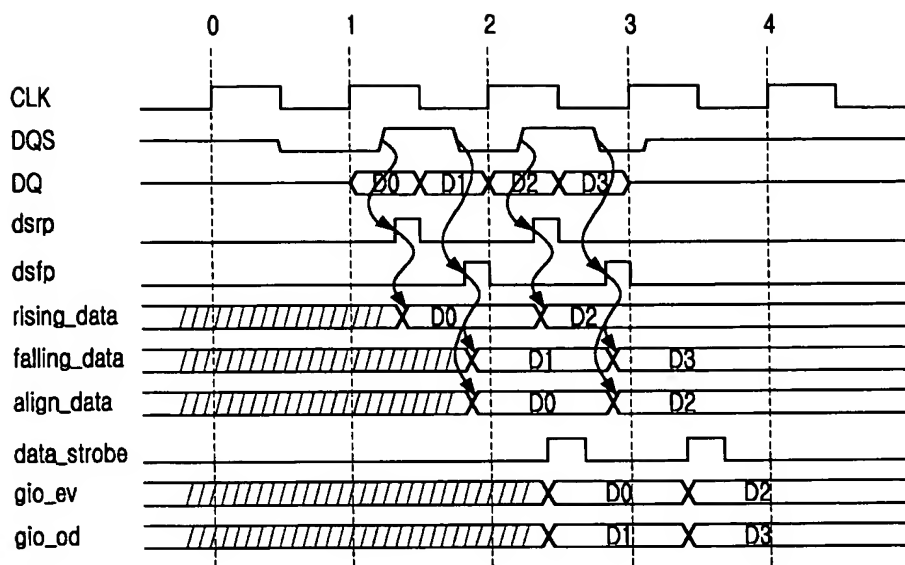 0 1 2 3 4
CLK
DQS
DQ D0 D1 D2 D3
dsrp
dsfp
rising_data D0 D2
falling_data D1 D3
align_data D0 D2
data_strobe
gio_ev D0 D2
gio_od D1 D3